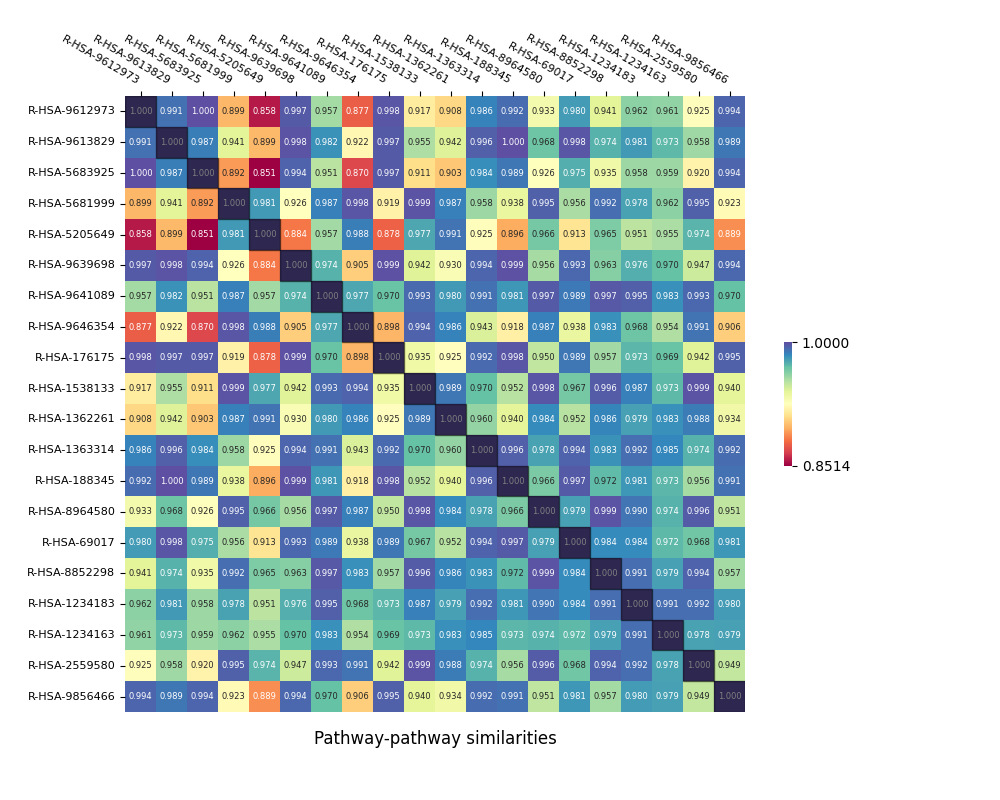 R-HSA-9612973 R-HSA-9613829 R-HSA-5683925 R-HSA-5681999 R-HSA-5205649 R-HSA-9639698 R-HSA-9641089 R-HSA-9646354 R-HSA-176175 R-HSA-1538133 R-HSA-1362261 R-HSA-1363314 R-HSA-188345 R-HSA-8964580 R-HSA-69017 R-HSA-8852298 R-HSA-1234183 R-HSA-1234163 R-HSA-2559580 R-HSA-9856466
R-HSA-9612973 1.000 0.991 1.000 0.899 0.858 0.997 0.957 0.877 0.998 0.917 0.908 0.986 0.992 0.933 0.980 0.941 0.962 0.961 0.925 0.994
R-HSA-9613829 0.991 1.000 0.987 0.941 0.899 0.998 0.982 0.922 0.997 0.955 0.942 0.996 1.000 0.968 0.998 0.974 0.981 0.973 0.958 0.989
R-HSA-5683925 1.000 0.987 1.000 0.892 0.851 0.994 0.951 0.870 0.997 0.911 0.903 0.984 0.989 0.926 0.975 0.935 0.958 0.959 0.920 0.994
R-HSA-5681999 0.899 0.941 0.892 1.000 0.981 0.926 0.987 0.998 0.919 0.999 0.987 0.958 0.938 0.995 0.956 0.992 0.978 0.962 0.995 0.923
R-HSA-5205649 0.858 0.899 0.851 0.981 1.000 0.884 0.957 0.988 0.878 0.977 0.991 0.925 0.896 0.966 0.913 0.965 0.951 0.955 0.974 0.889
R-HSA-9639698 0.997 0.998 0.994 0.926 0.884 1.000 0.974 0.905 0.999 0.942 0.930 0.994 0.999 0.956 0.993 0.963 0.976 0.970 0.947 0.994
R-HSA-9641089 0.957 0.982 0.951 0.987 0.957 0.974 1.000 0.977 0.970 0.993 0.980 0.991 0.981 0.997 0.989 0.997 0.995 0.983 0.993 0.970
R-HSA-9646354 0.877 0.922 0.870 0.998 0.988 0.905 0.977 1.000 0.898 0.994 0.986 0.943 0.918 0.987 0.938 0.983 0.968 0.954 0.991 0.906
R-HSA-176175 0.998 0.997 0.997 0.919 0.878 0.999 0.970 0.898 1.000 0.935 0.925 0.992 0.998 0.950 0.989 0.957 0.973 0.969 0.942 0.995
R-HSA-1538133 0.917 0.955 0.911 0.999 0.977 0.942 0.993 0.994 0.935 1.000 0.989 0.970 0.952 0.998 0.967 0.996 0.987 0.973 0.999 0.940
R-HSA-1362261 0.908 0.942 0.903 0.987 0.991 0.930 0.980 0.986 0.925 0.989 1.000 0.960 0.940 0.984 0.952 0.986 0.979 0.983 0.988 0.934
R-HSA-1363314 0.986 0.996 0.984 0.958 0.925 0.994 0.991 0.943 0.992 0.970 0.960 1.000 0.996 0.978 0.994 0.983 0.992 0.985 0.974 0.992
R-HSA-188345 0.992 1.000 0.989 0.938 0.896 0.999 0.981 0.918 0.998 0.952 0.940 0.996 1.000 0.966 0.997 0.972 0.981 0.973 0.956 0.991
R-HSA-8964580 0.933 0.968 0.926 0.995 0.966 0.956 0.997 0.987 0.950 0.998 0.984 0.978 0.966 1.000 0.979 0.999 0.990 0.974 0.996 0.951
R-HSA-69017 0.980 0.998 0.975 0.956 0.913 0.993 0.989 0.938 0.989 0.967 0.952 0.994 0.997 0.979 1.000 0.984 0.984 0.972 0.968 0.981
R-HSA-8852298 0.941 0.974 0.935 0.992 0.965 0.963 0.997 0.983 0.957 0.996 0.986 0.983 0.972 0.999 0.984 1.000 0.991 0.979 0.994 0.957
R-HSA-1234183 0.962 0.981 0.958 0.978 0.951 0.976 0.995 0.968 0.973 0.987 0.979 0.992 0.981 0.990 0.984 0.991 1.000 0.991 0.992 0.980
R-HSA-1234163 0.961 0.973 0.959 0.962 0.955 0.970 0.983 0.954 0.969 0.973 0.983 0.985 0.973 0.974 0.972 0.979 0.991 1.000 0.978 0.979
R-HSA-2559580 0.925 0.958 0.920 0.995 0.974 0.947 0.993 0.991 0.942 0.999 0.988 0.974 0.956 0.996 0.968 0.994 0.992 0.978 1.000 0.949
R-HSA-9856466 0.994 0.989 0.994 0.923 0.889 0.994 0.970 0.906 0.995 0.940 0.934 0.992 0.991 0.951 0.981 0.957 0.980 0.979 0.949 1.000
1.0000
0.8514
Pathway-pathway similarities